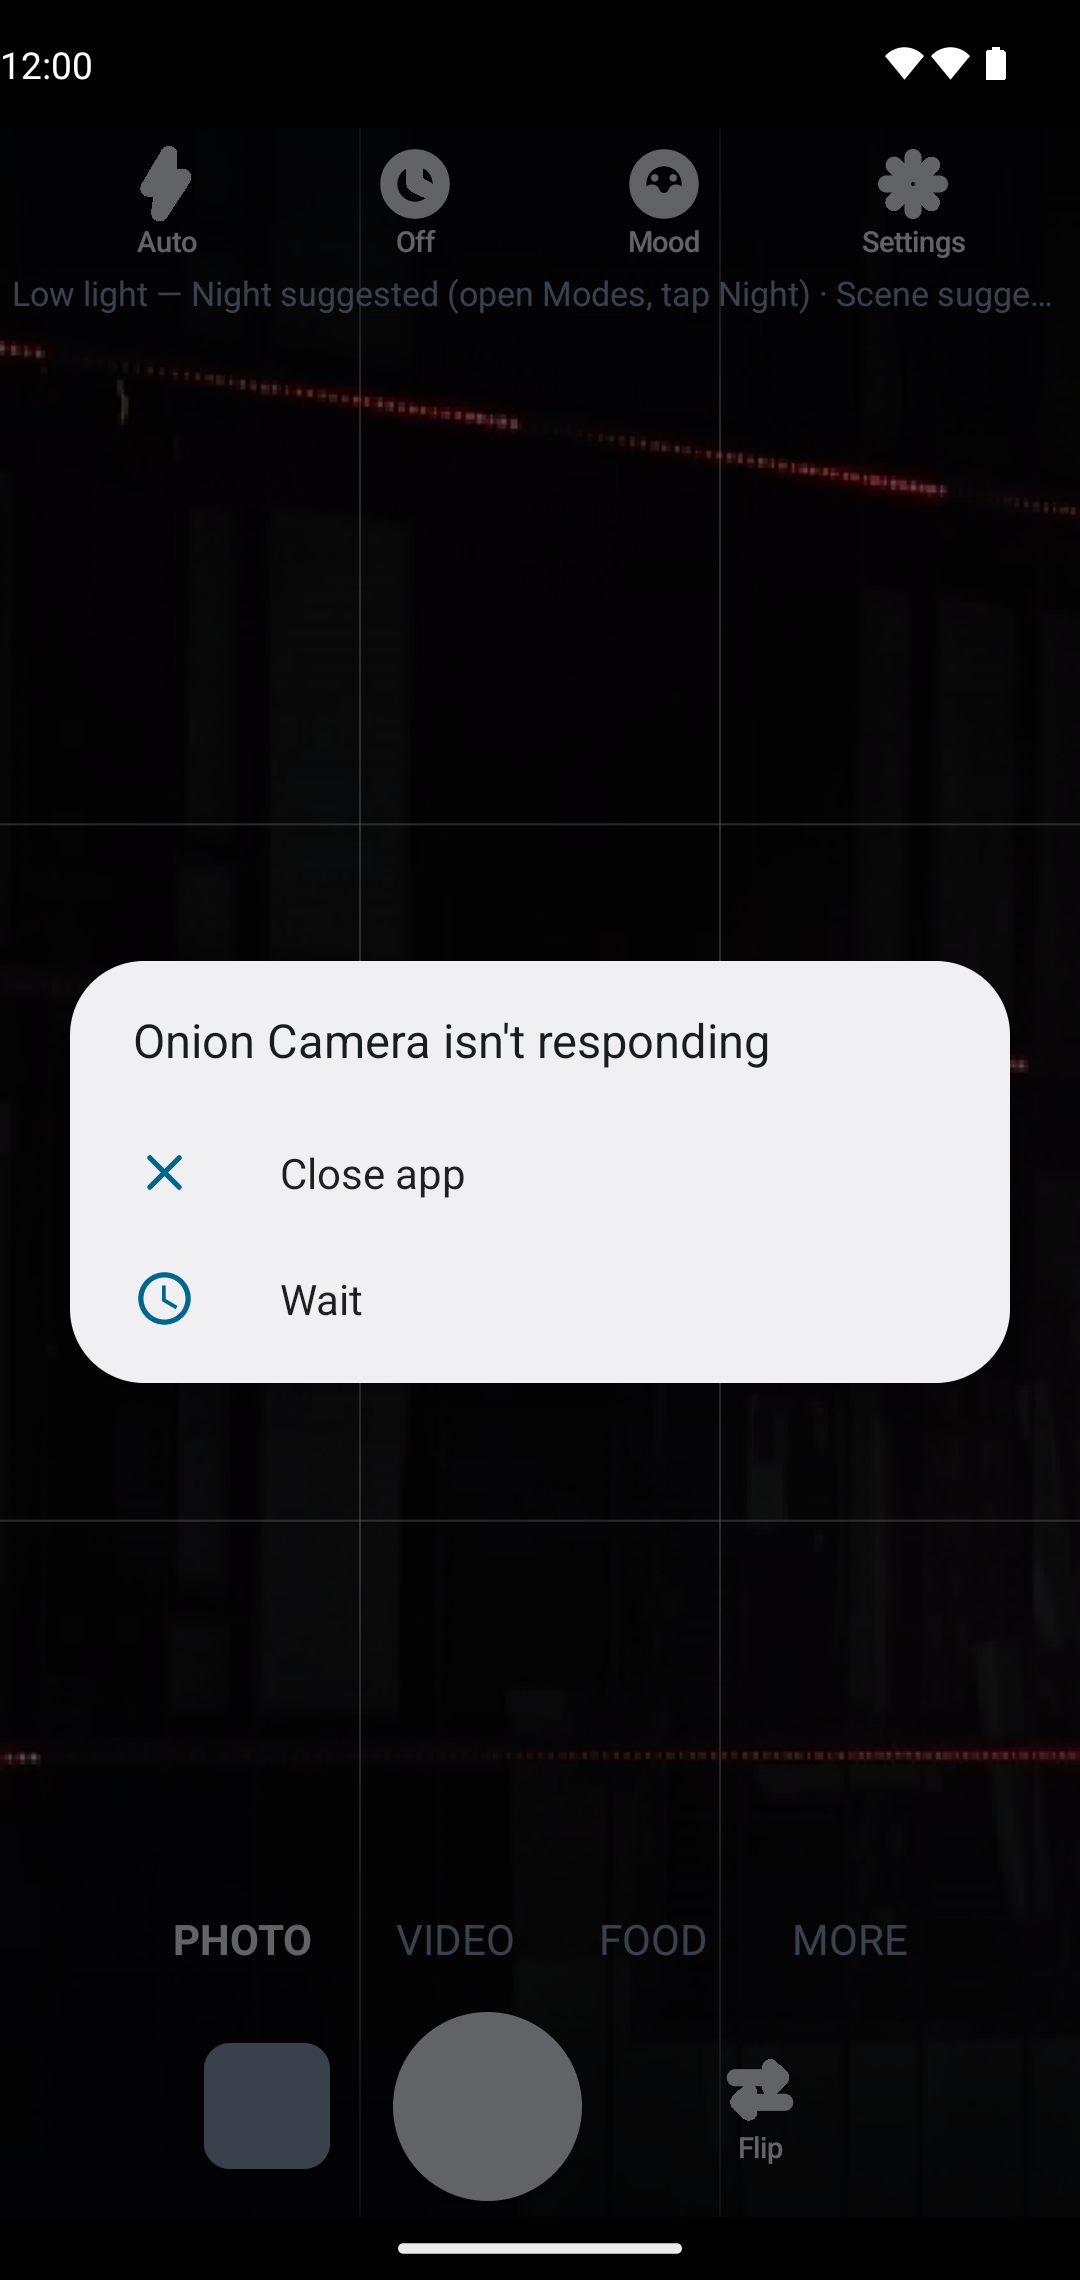 12:00
Auto
Off
Mood
Settings
Low light — Night suggested (open Modes, tap Night) · Scene sugge…
Onion Camera isn't responding
Close app
Wait
PHOTO
VIDEO
FOOD
MORE
Flip